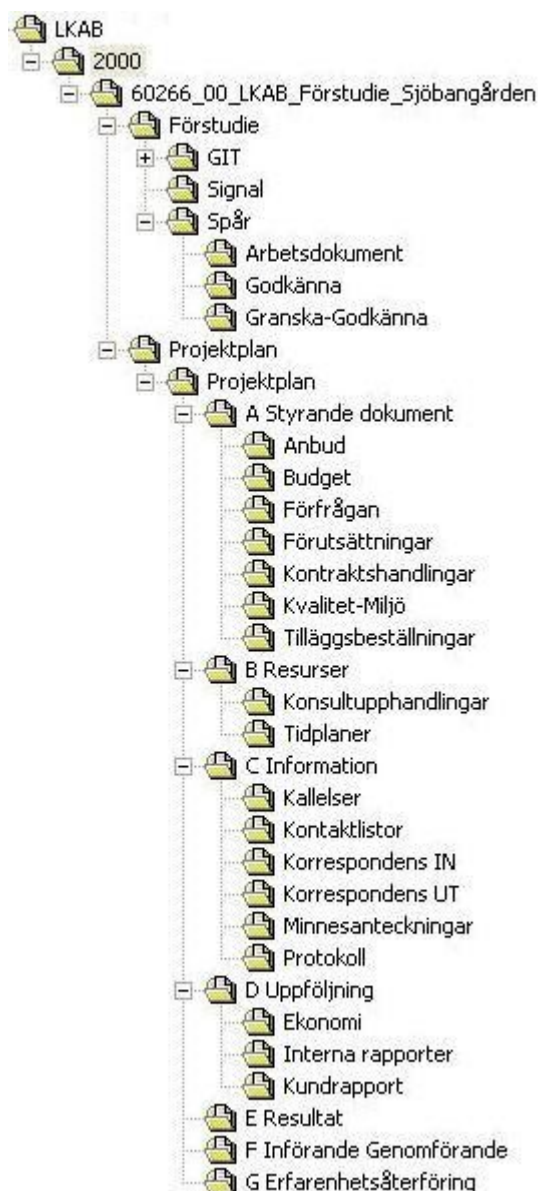 LKAB
2000
60266_00_LKAB_Förstudie_Sjöbangården
Förstudie
GIT
Signal
Spår
Arbetsdokument
Godkänna
Granska-Godkänna
Projektplan
Projektplan
A Styrande dokument
Anbud
Budget
Förfrågan
Förutsättningar
Kontraktshandlingar
Kvalitet-Miljö
Tilläggsbeställningar
B Resurser
Konsultupphandlingar
Tidplaner
C Information
Kallelser
Kontaktlistor
Korrespondens IN
Korrespondens UT
Minnesanteckningar
Protokoll
D Uppföljning
Ekonomi
Interna rapporter
Kundrapport
E Resultat
F Införande Genomförande
G Erfarenhetsåterföring